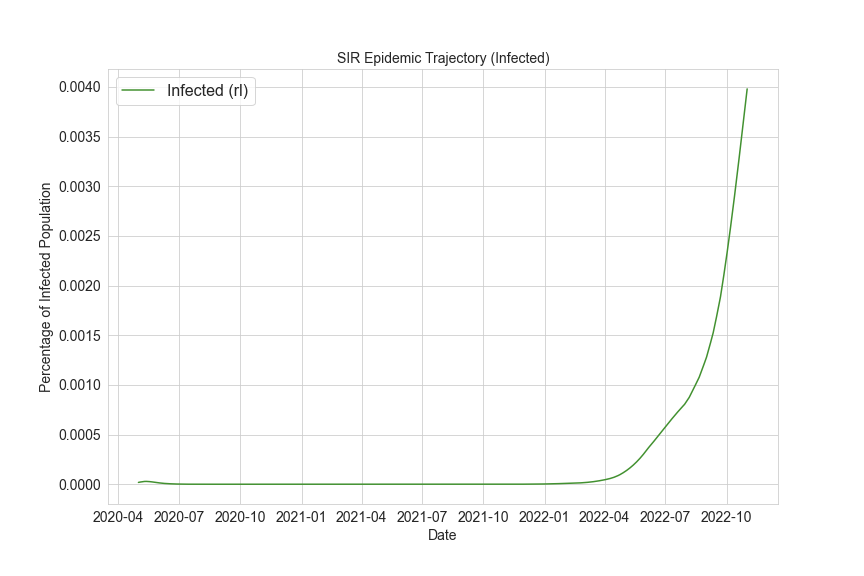 SIR Epidemic Trajectory (Infected)
Infected (rI)
Percentage of Infected Population
0.0040
0.0035
0.0030
0.0025
0.0020
0.0015
0.0010
0.0005
0.0000
2020-04 2020-07 2020-10 2021-01 2021-04 2021-07 2021-10 2022-01 2022-04 2022-07 2022-10
Date